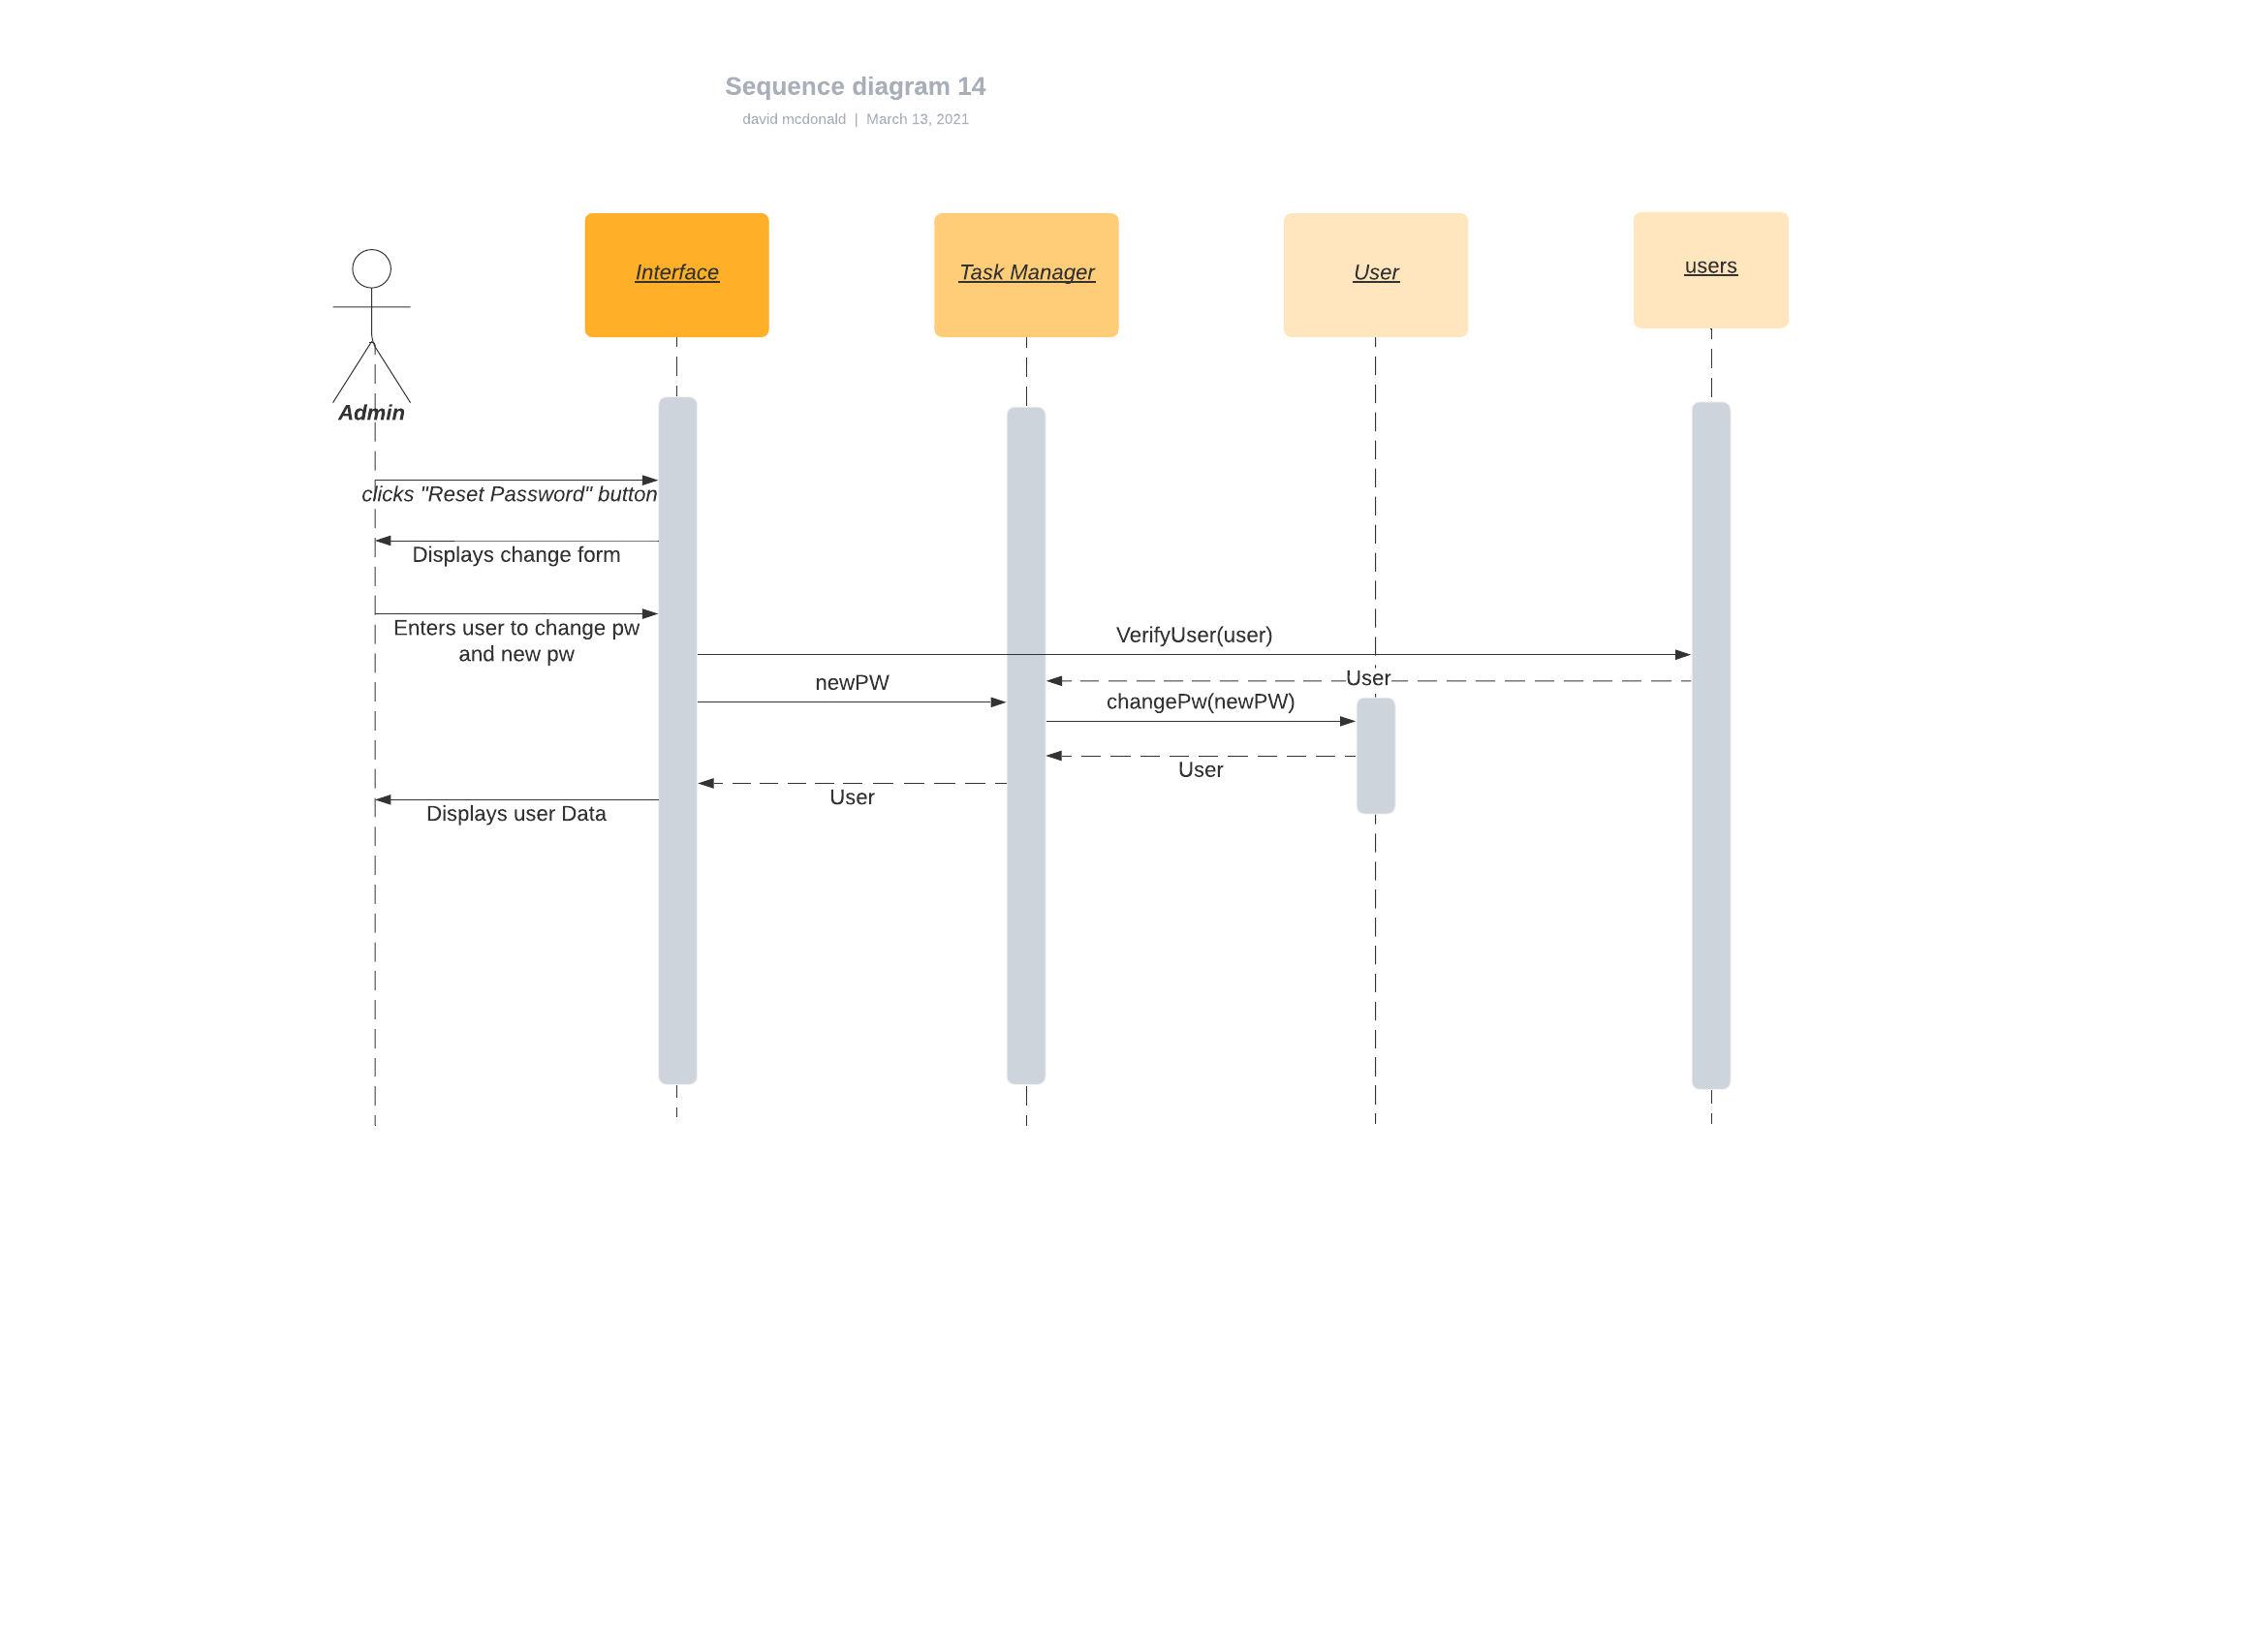 Sequence diagram 14
david mcdonald | March 13, 2021
Interface
Task Manager
User
users
Admin
clicks "Reset Password" button
Displays change form
Enters user to change pw
and new pw
VerifyUser(user)
User
newPW
changePw(newPW)
User
User
Displays user Data